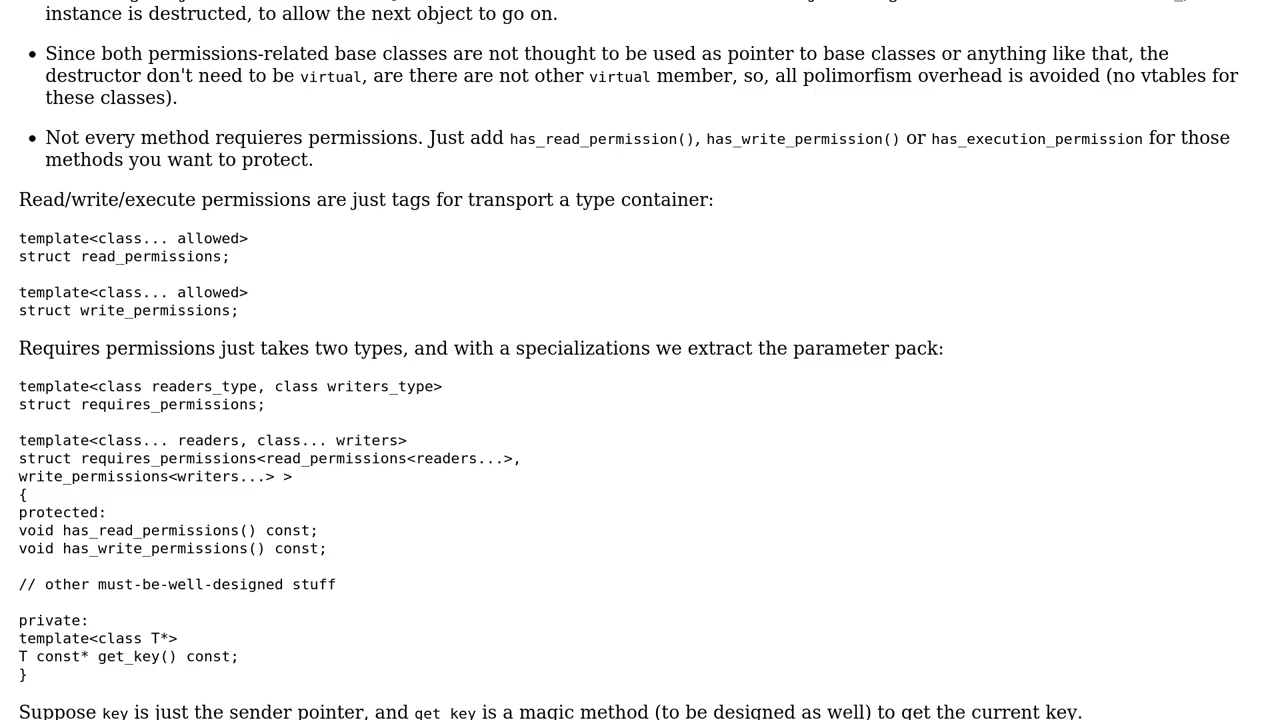 instance is destructed, to allow the next object to go on.
Since both permissions-related base classes are not thought to be used as pointer to base classes or anything like that, the
destructor don't need to be virtual, are there are not other virtual member, so, all polimorfism overhead is avoided (no vtables for
these classes).
Not every method requieres permissions. Just add has_read_permission(), has_write_permission() or has_execution_permission for those
methods you want to protect.
Read/write/execute permissions are just tags for transport a type container:
template<class... allowed>
struct read_permissions;
template<class... allowed>
struct write_permissions;
Requires permissions just takes two types, and with a specializations we extract the parameter pack:
template<class readers_type, class writers_type>
struct requires_permissions;
template<class... readers, class... writers>
struct requires_permissions<read_permissions<readers...>,
write_permissions<writers...> >
{
protected:
void has_read_permissions() const;
void has_write_permissions() const;
// other must-be-well-designed stuff
private:
template<class T*>
T const* get_key() const;
}
Suppose key is just the sender pointer, and get_key is a magic method (to be designed as well) to get the current key.